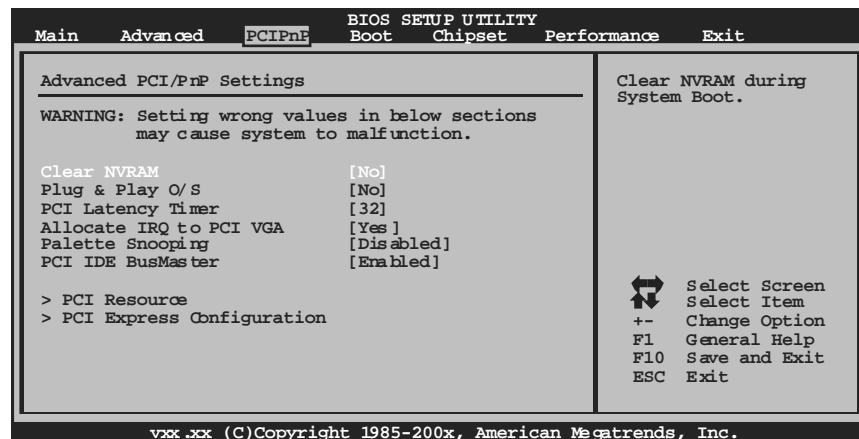 BIOS SETUP UTILITY
Main Advanced PCIPnP Boot Chipset Performance Exit
Advanced PCI/PnP Settings
WARNING: Setting wrong values in below sections
may cause system to malfunction.
Clear NVRAM [No]
Plug & Play O/S [No]
PCI Latency Timer [32]
Allocate IRQ to PCI VGA [Yes]
Palette Snooping [Disabled]
PCI IDE BusMaster [Enabled]
> PCI Resource
> PCI Express Configuration
Clear NVRAM during
System Boot.
Select Screen
Select Item
+- Change Option
F1 General Help
F10 Save and Exit
ESC Exit
vxx.xx (C)Copyright 1985-200x, American Megatrends, Inc.